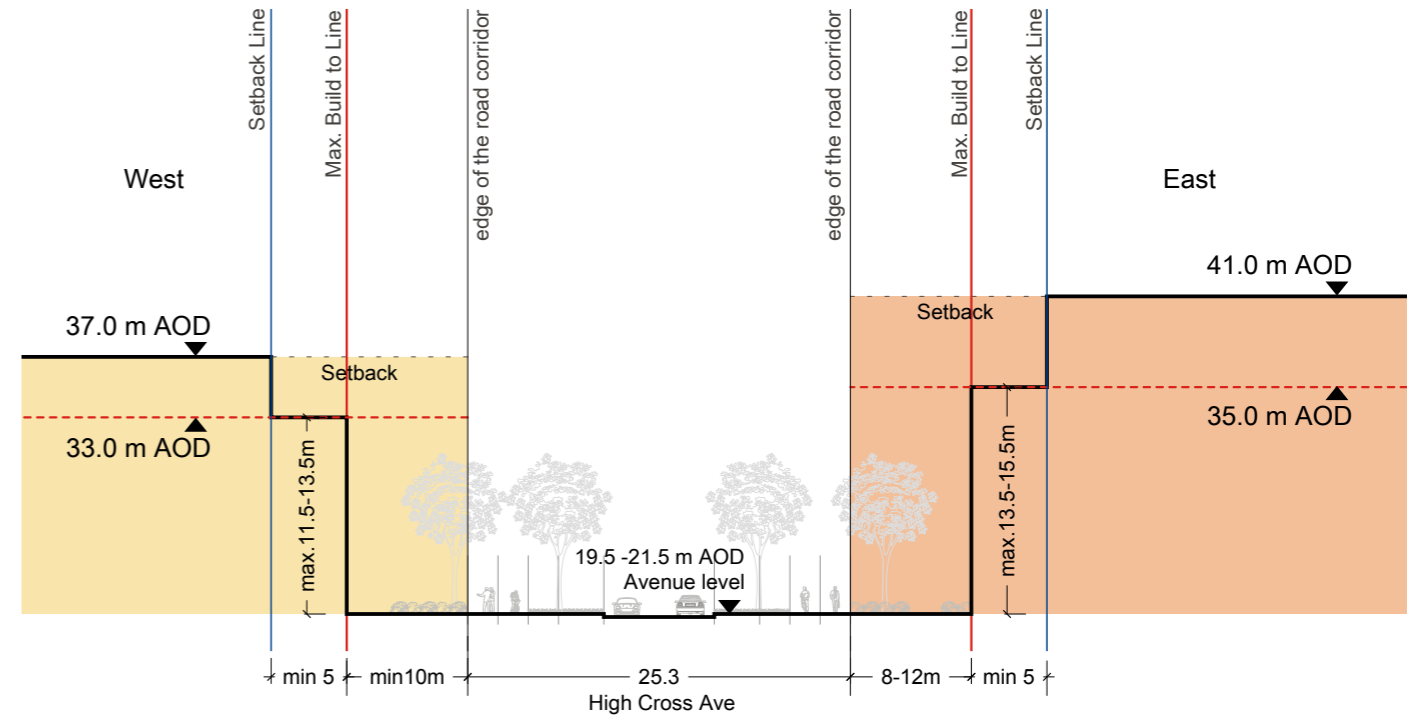 Setback Line
Max. Build to Line
edge of the road corridor
edge of the road corridor
Max. Build to Line
Setback Line
West
East
41.0 m AOD
37.0 m AOD
Setback
Setback
33.0 m AOD
35.0 m AOD
max.11.5-13.5m
max.13.5-15.5m
19.5 -21.5 m AOD
Avenue level
min 5
min10m
25.3
8-12m
min 5
High Cross Ave